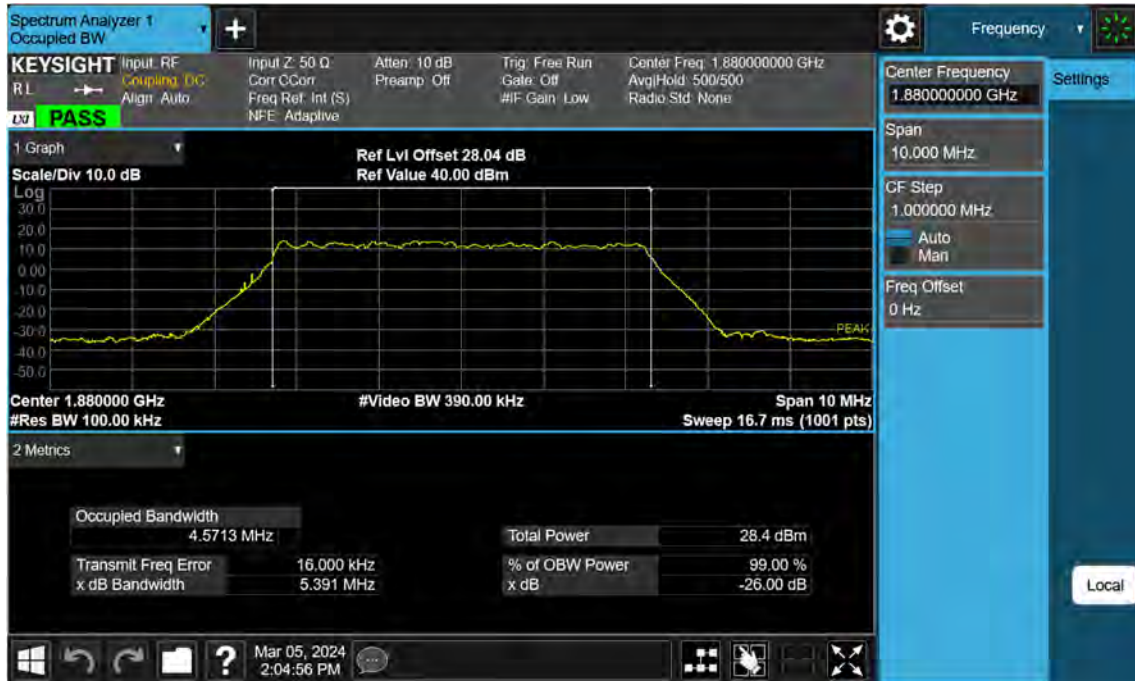 Spectrum Analyzer 1
Occupied BW
+
Frequency
KEYSIGHT
RL
LXI
PASS
Input: RF
Coupling: DC
Align: Auto
Input Z: 50 Ω
Corr CCorr
Freq Ref: Int (S)
NFE: Adaptive
Atten: 10 dB
Preamp: Off
Trig: Free Run
Gate: Off
#IF Gain: Low
Center Freq: 1.880000000 GHz
Avg|Hold: 500/500
Radio Std: None
Center Frequency
1.880000000 GHz
Settings
Span
10.000 MHz
CF Step
1.000000 MHz
Auto
Man
Freq Offset
0 Hz
1 Graph
Scale/Div 10.0 dB
Ref Lvl Offset 28.04 dB
Ref Value 40.00 dBm
Log
30.0
20.0
10.0
0.00
-10.0
-20.0
-30.0
-40.0
-50.0
PEAK
Center 1.880000 GHz
#Video BW 390.00 kHz
Span 10 MHz
#Res BW 100.00 kHz
Sweep 16.7 ms (1001 pts)
2 Metrics
Occupied Bandwidth
4.5713 MHz
Total Power 28.4 dBm
Transmit Freq Error 16.000 kHz
% of OBW Power 99.00 %
x dB Bandwidth 5.391 MHz
x dB -26.00 dB
Local
?
Mar 05, 2024
2:04:56 PM